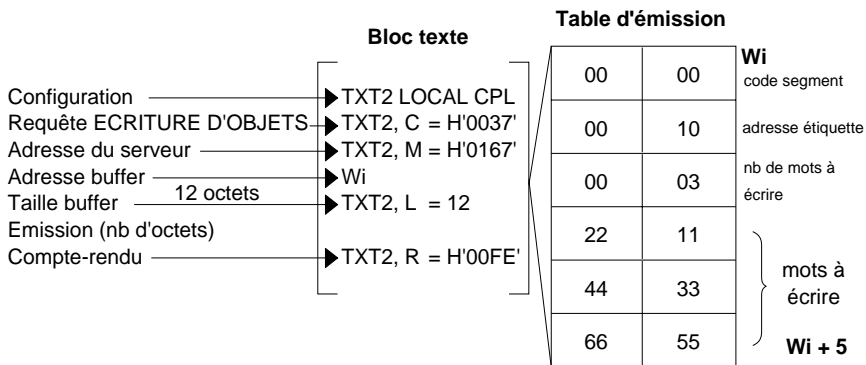 Bloc texte
Table d'émission
Configuration TXT2 LOCAL CPL
Requête ECRITURE D'OBJETS TXT2, C = H'0037'
Adresse du serveur TXT2, M = H'0167'
Adresse buffer Wi
Taille buffer 12 octets TXT2, L = 12
Emission (nb d'octets)
Compte-rendu TXT2, R = H'00FE'
00 00 Wi
code segment
00 10 adresse étiquette
00 03 nb de mots à
écrire
22 11
44 33 mots à
écrire
66 55 Wi + 5